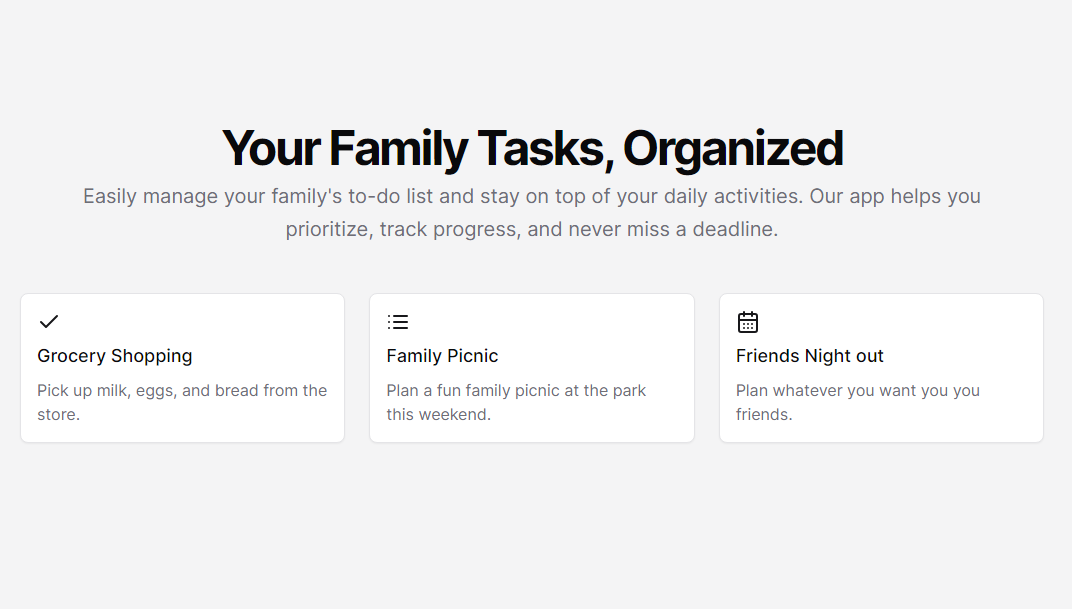 Your Family Tasks, Organized
Easily manage your family's to-do list and stay on top of your daily activities. Our app helps you
prioritize, track progress, and never miss a deadline.
Grocery Shopping
Pick up milk, eggs, and bread from the
store.
Family Picnic
Plan a fun family picnic at the park
this weekend.
Friends Night out
Plan whatever you want you you
friends.